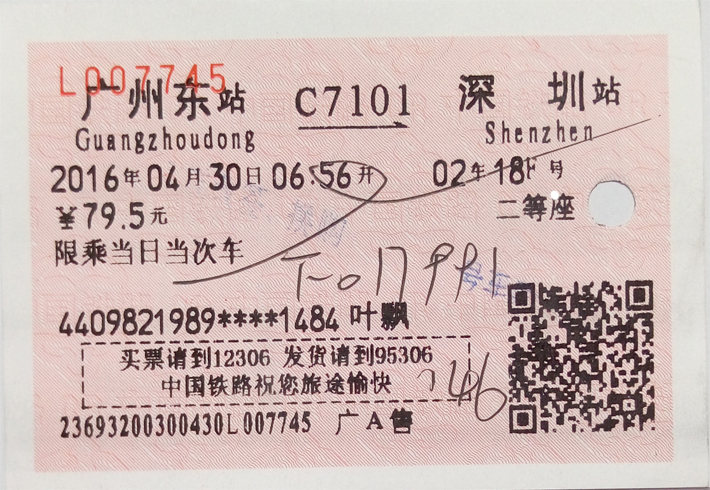 L007745
广州东站 C7101 深圳站
Guangzhoudong Shenzhen
2016年04月30日06:56开 02车18F号
￥79.5元 二等座
限乘当日当次车
4409821989****1484 叶飘
买票请到12306 发货请到95306
中国铁路祝您旅途愉快
23693200300430L007745 广A售